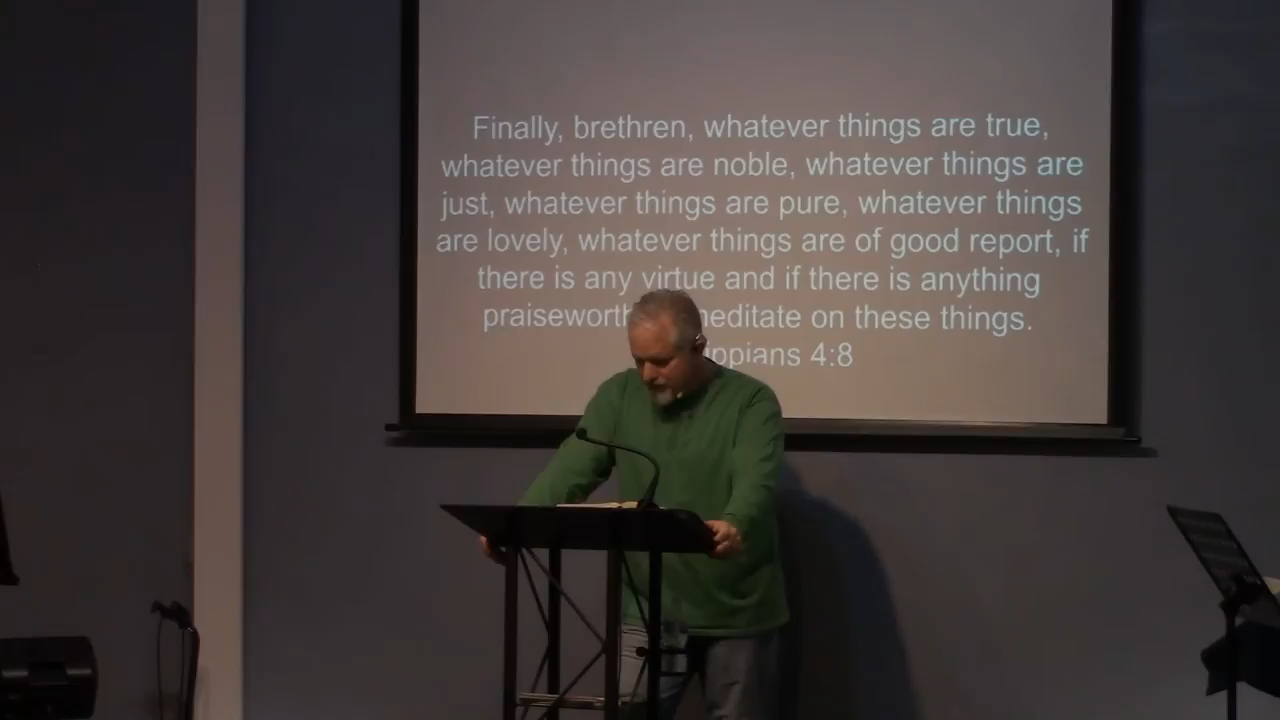 Finally, brethren, whatever things are true,
whatever things are noble, whatever things are
just, whatever things are pure, whatever things
are lovely, whatever things are of good report, if
there is any virtue and if there is anything
praiseworth meditate on these things.
ppians 4:8